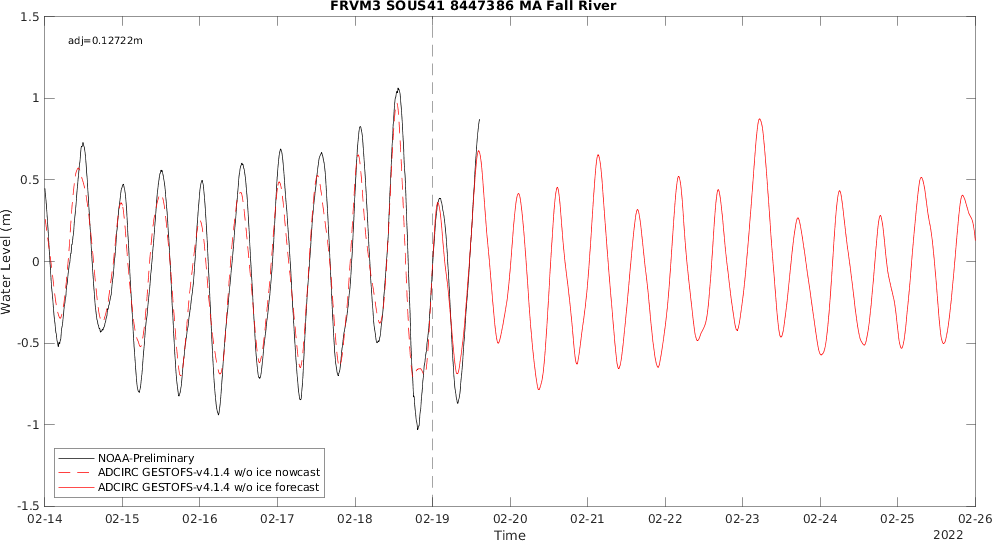 FRVM3 SOUS41 8447386 MA Fall River
adj=0.12722m
1.5
1
0.5
0
-0.5
-1
-1.5
Water Level (m)
NOAA-Preliminary
ADCIRC GESTOFS-v4.1.4 w/o ice nowcast
ADCIRC GESTOFS-v4.1.4 w/o ice forecast
02-14 02-15 02-16 02-17 02-18 02-19 02-20 02-21 02-22 02-23 02-24 02-25 02-26
Time
2022